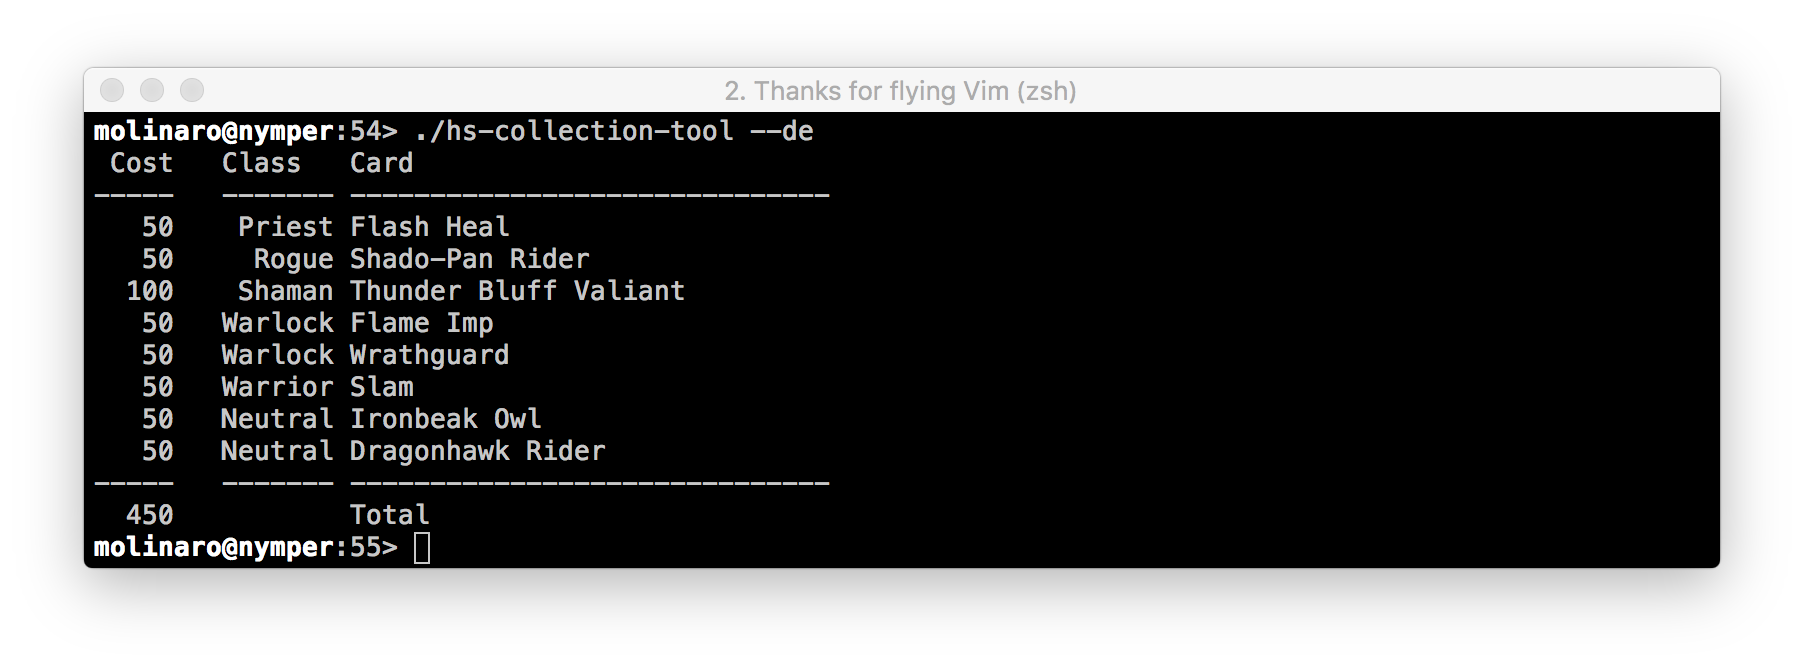 2. Thanks for flying Vim (zsh)
molinaro@nymper:54> ./hs-collection-tool --de
 Cost   Class   Card
-----   ------- ------------------------------
   50    Priest Flash Heal
   50     Rogue Shado-Pan Rider
  100    Shaman Thunder Bluff Valiant
   50   Warlock Flame Imp
   50   Warlock Wrathguard
   50   Warrior Slam
   50   Neutral Ironbeak Owl
   50   Neutral Dragonhawk Rider
-----   ------- ------------------------------
  450           Total
molinaro@nymper:55>